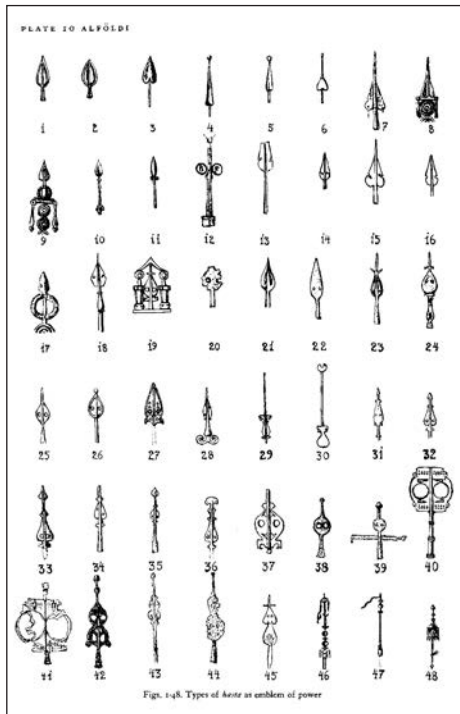 PLATE 10 ALFÖLDI
1 2 3 4 5 6 7 8
9 10 11 12 13 14 15 16
17 18 19 20 21 22 23 24
25 26 27 28 29 30 31 32
33 34 35 36 37 38 39 40
41 42 43 44 45 46 47 48
Figs. 1-48. Types of haste as emblem of power